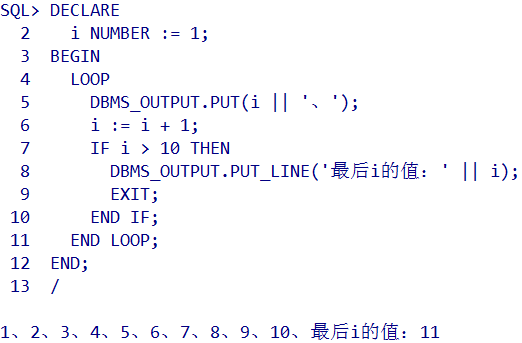 SQL> DECLARE
  2    i NUMBER := 1;
  3  BEGIN
  4    LOOP
  5      DBMS_OUTPUT.PUT(i || '、');
  6      i := i + 1;
  7      IF i > 10 THEN
  8        DBMS_OUTPUT.PUT_LINE('最后i的值：' || i);
  9        EXIT;
 10      END IF;
 11    END LOOP;
 12  END;
 13  /
1、2、3、4、5、6、7、8、9、10、最后i的值：11